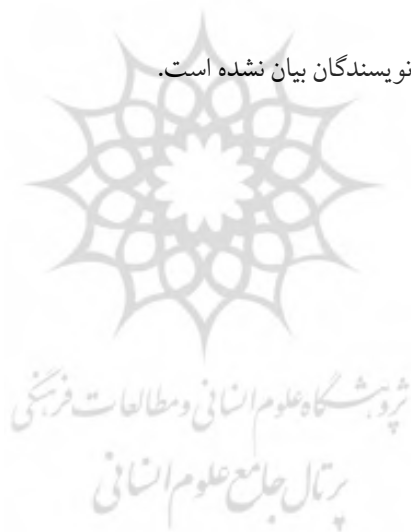 نویسندگان بیان نشده است.
پژوهشگاه علوم انسانی و مطالعات فرهنگی
پرتال جامع علوم انسانی